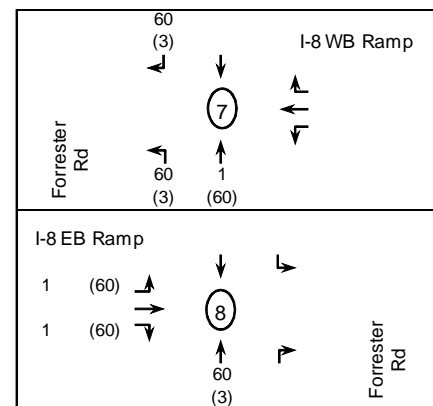 60
(3)
I-8 WB Ramp
7
Forrester
Rd
60 1
(3) (60)
I-8 EB Ramp
1 (60)
8
1 (60)
60
(3)
Forrester
Rd